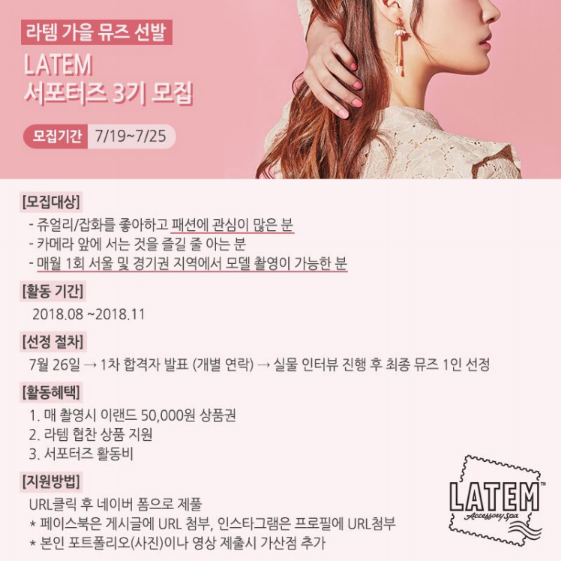 라템 가을 뮤즈 선발
LATEM
서포터즈 3기 모집
모집기간 7/19~7/25
[모집대상]
- 쥬얼리/잡화를 좋아하고 패션에 관심이 많은 분
- 카메라 앞에 서는 것을 즐길 줄 아는 분
- 매월 1회 서울 및 경기권 지역에서 모델 촬영이 가능한 분
[활동 기간]
2018.08 ~2018.11
[선정 절차]
7월 26일 → 1차 합격자 발표 (개별 연락) → 실물 인터뷰 진행 후 최종 뮤즈 1인 선정
[활동혜택]
1. 매 촬영시 이랜드 50,000원 상품권
2. 라템 협찬 상품 지원
3. 서포터즈 활동비
[지원방법]
URL클릭 후 네이버 폼으로 제풀
* 페이스북은 게시글에 URL 첨부, 인스타그램은 프로필에 URL첨부
* 본인 포트폴리오(사진)이나 영상 제출시 가산점 추가
LATEM™
Accessory Spa